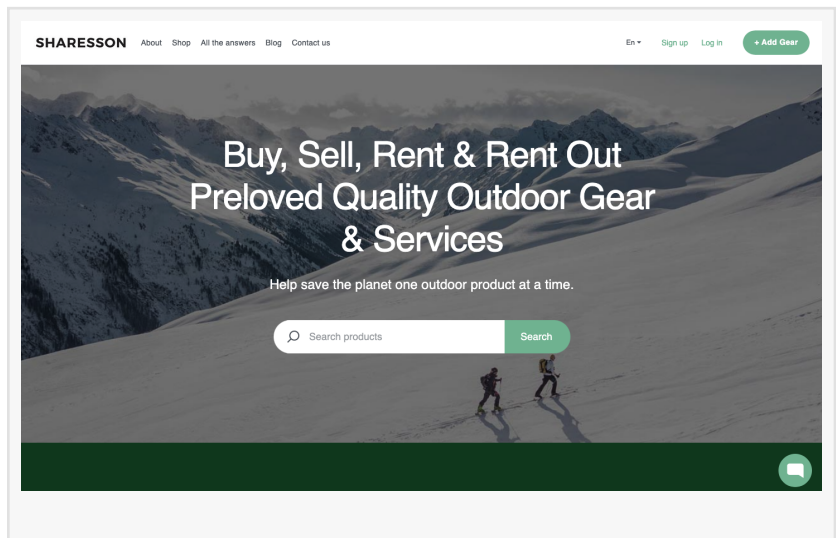 SHARESSON
About Shop All the answers Blog Contact us
En
Sign up Log in
+ Add Gear
Buy, Sell, Rent & Rent Out
Preloved Quality Outdoor Gear
& Services
Help save the planet one outdoor product at a time.
Search products
Search